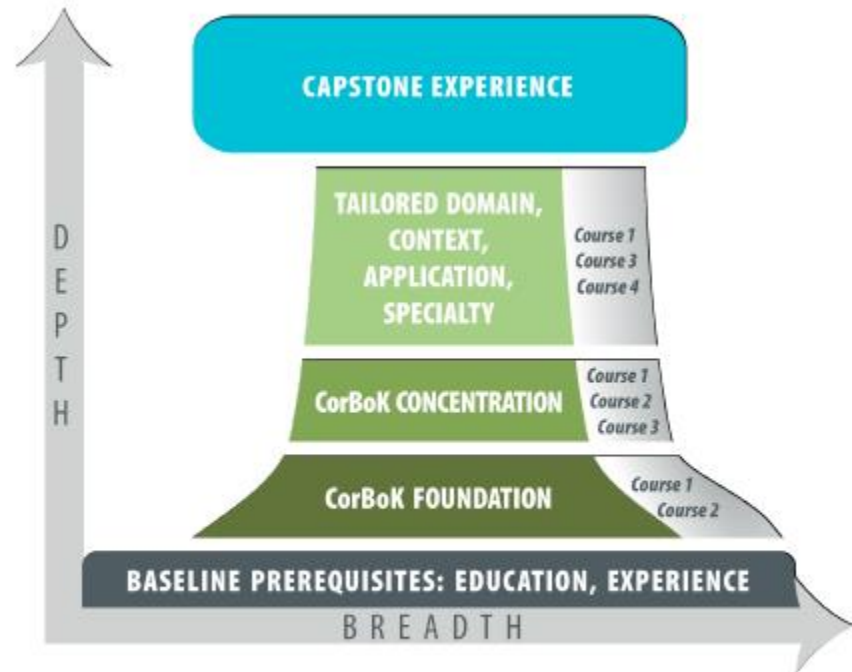 CAPSTONE EXPERIENCE
TAILORED DOMAIN,
CONTEXT,
APPLICATION,
SPECIALTY
Course 1
Course 3
Course 4
DEPTH
CorBoK CONCENTRATION
Course 1
Course 2
Course 3
CorBoK FOUNDATION
Course 1
Course 2
BASELINE PREREQUISITES: EDUCATION, EXPERIENCE
BREADTH